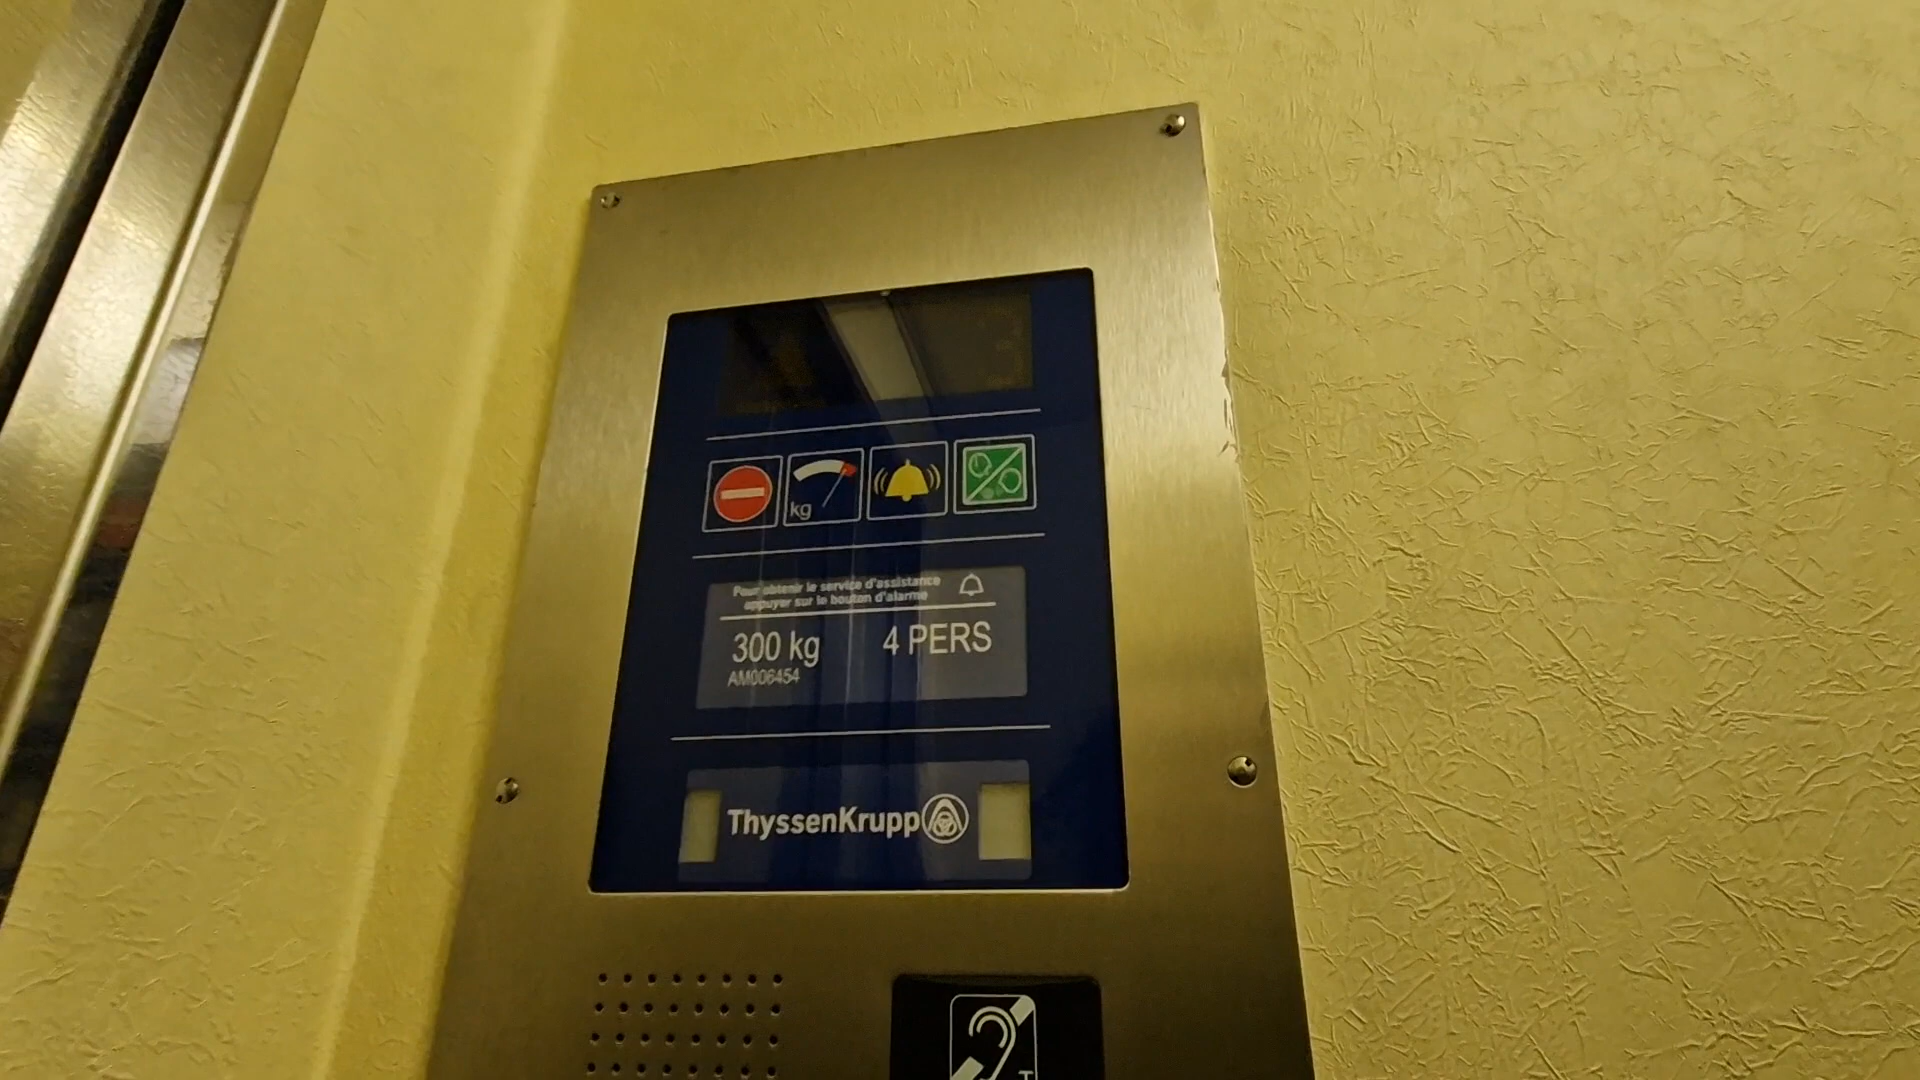 kg
Pour obtenir le service d'assistance
appuyer sur le bouton d'alarme
300 kg 4 PERS
AM006454
ThyssenKrupp
T